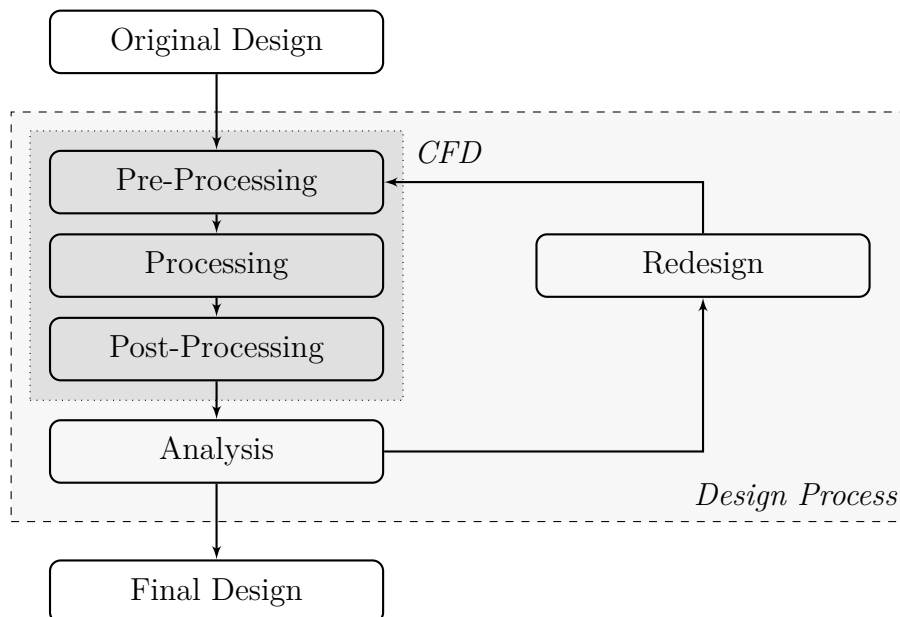 Original Design
CFD
Pre-Processing
Processing
Redesign
Post-Processing
Analysis
Design Process
Final Design